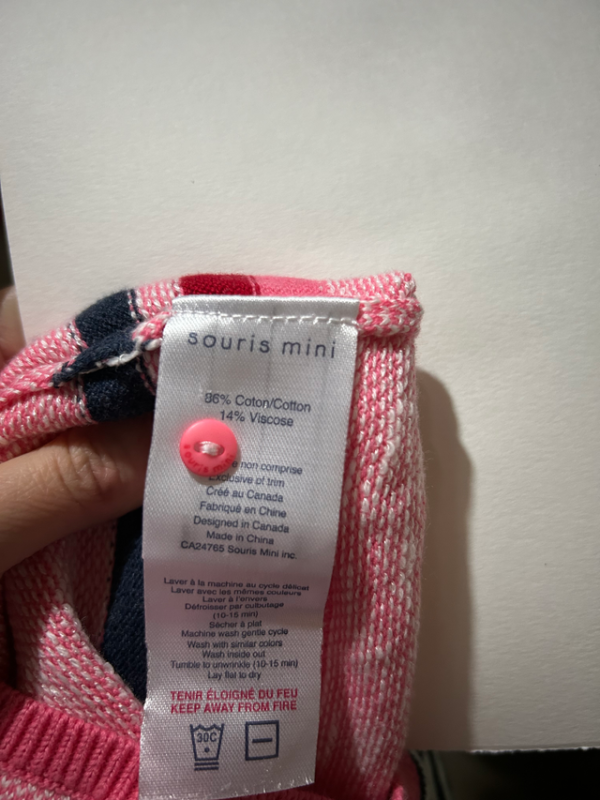 souris mini
86% Coton/Cotton
14% Viscose
non comprise
Exclusive of trim
Créé au Canada
Fabriqué en Chine
Designed in Canada
Made in China
CA24765 Souris Mini inc.
Laver à la machine au cycle délicat
Laver avec les mêmes couleurs
Laver à l'envers
Défroisser par culbutage
(10-15 min)
Sécher à plat
Machine wash gentle cycle
Wash with similar colors
Wash inside out
Tumble to unwrinkle (10-15 min)
Lay flat to dry
TENIR ÉLOIGNÉ DU FEU
KEEP AWAY FROM FIRE
30C